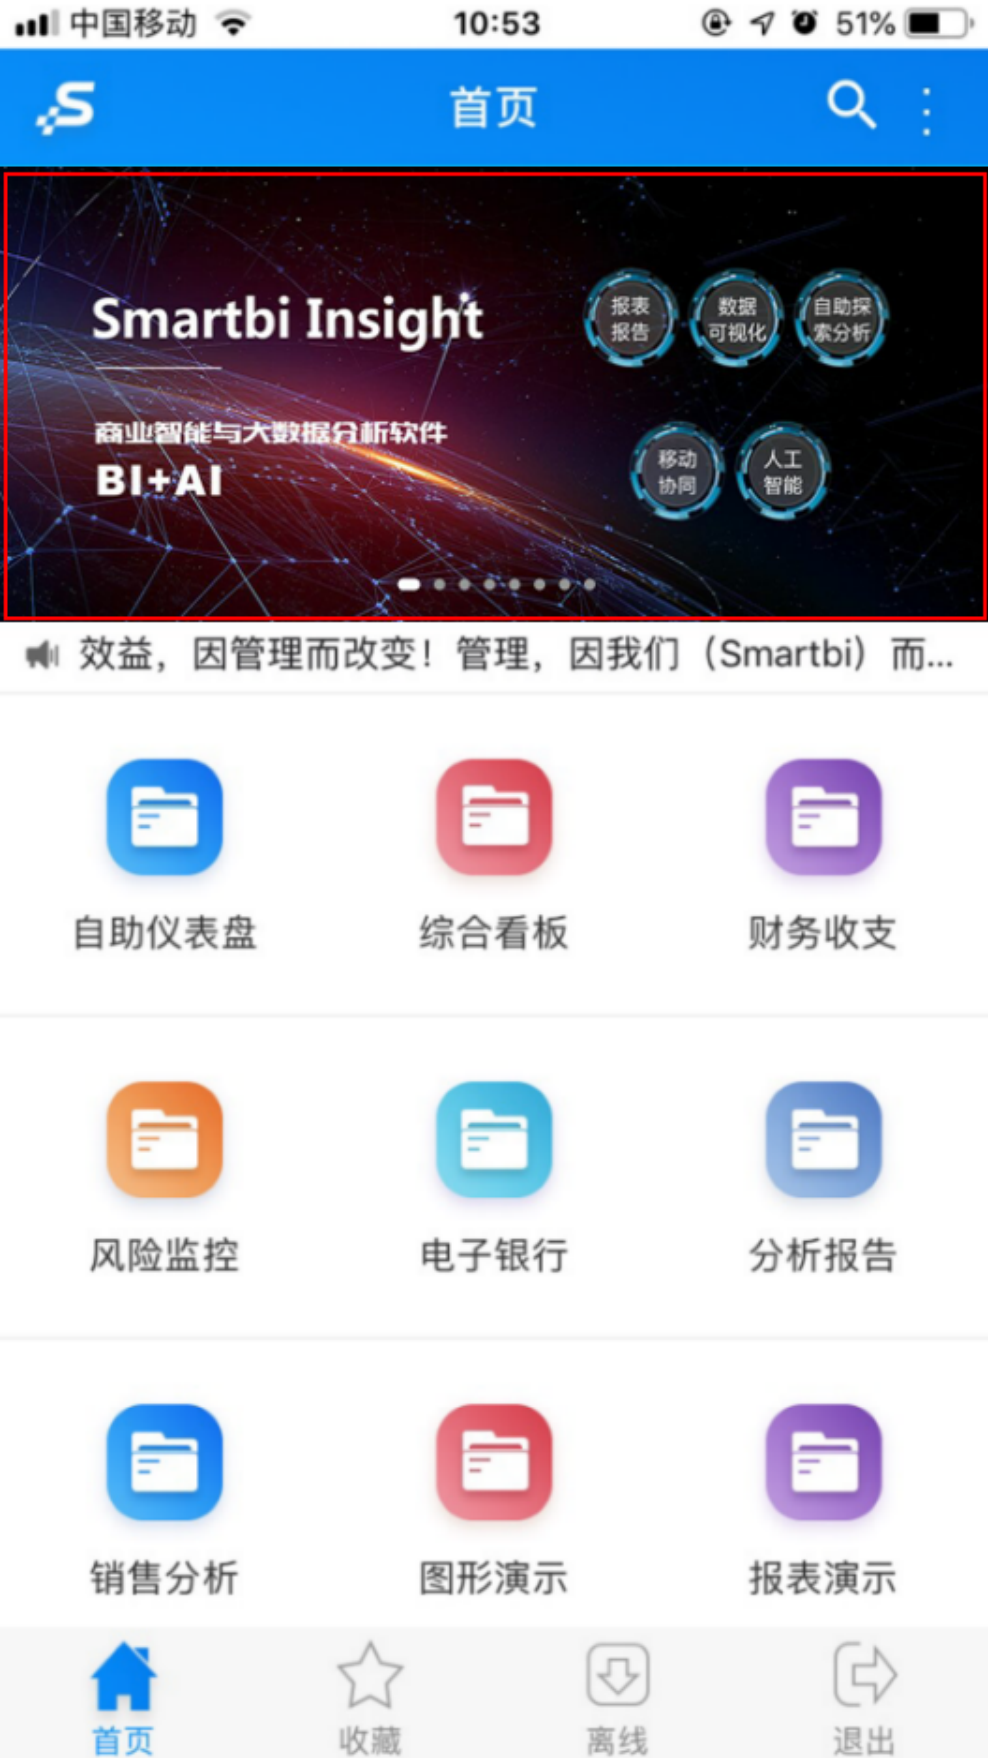 中国移动 10:53 51%
首页
Smartbi Insight
商业智能与大数据分析软件
BI+AI
报表
报告
数据
可视化
自助探
索分析
移动
协同
人工
智能
效益，因管理而改变！管理，因我们（Smartbi）而...
自助仪表盘 综合看板 财务收支
风险监控 电子银行 分析报告
销售分析 图形演示 报表演示
首页 收藏 离线 退出